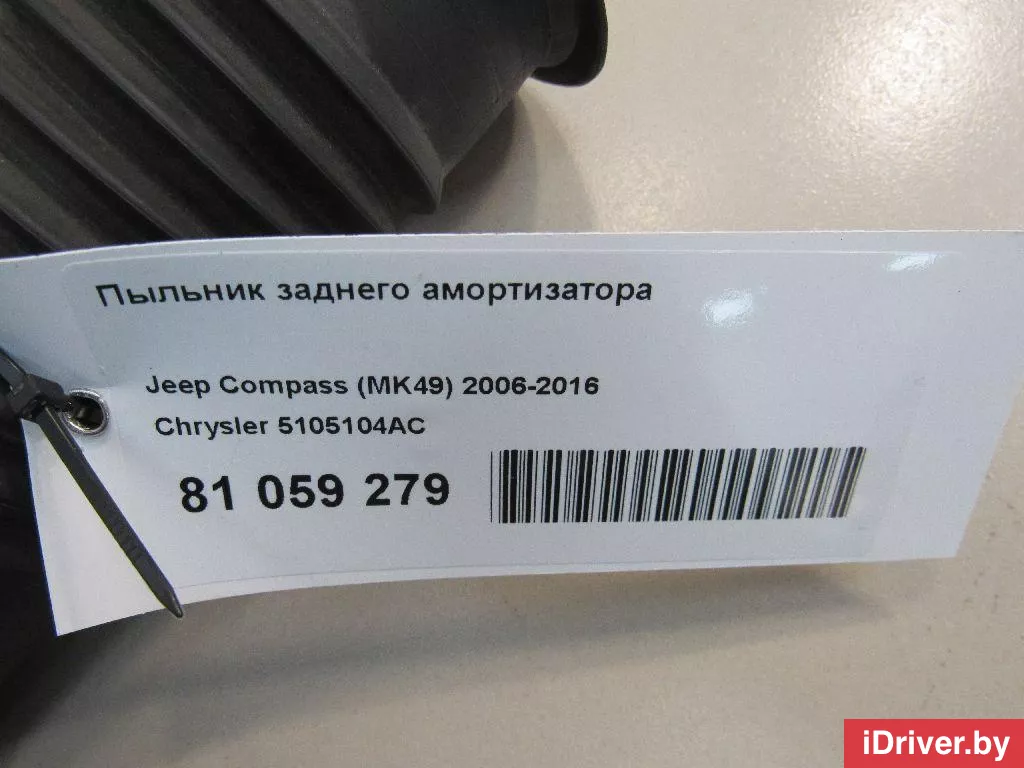 Пыльник заднего амортизатора
Jeep Compass (MK49) 2006-2016
Chrysler 5105104AC
81 059 279
iDriver.by